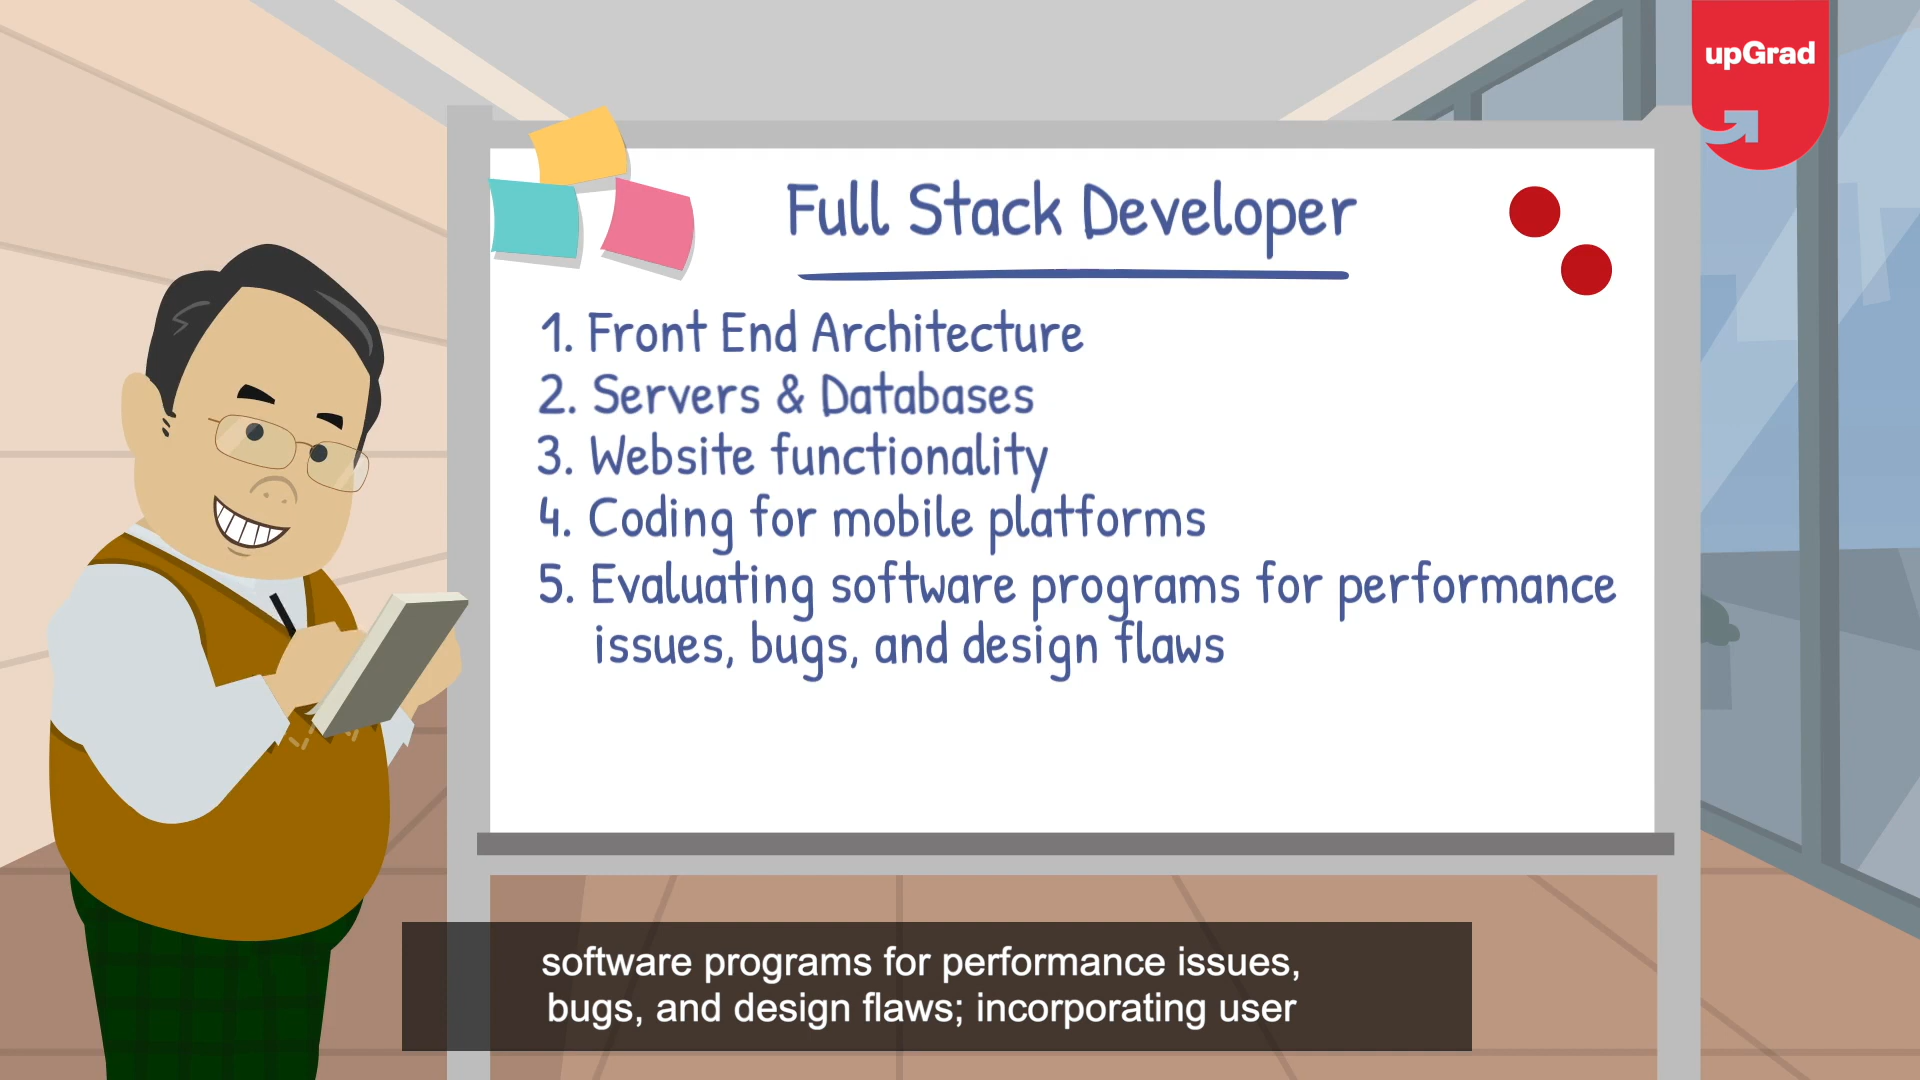 upGrad
Full Stack Developer
1. Front End Architecture
2. Servers & Databases
3. Website functionality
4. Coding for mobile platforms
5. Evaluating software programs for performance
issues, bugs, and design flaws
software programs for performance issues,
bugs, and design flaws; incorporating user